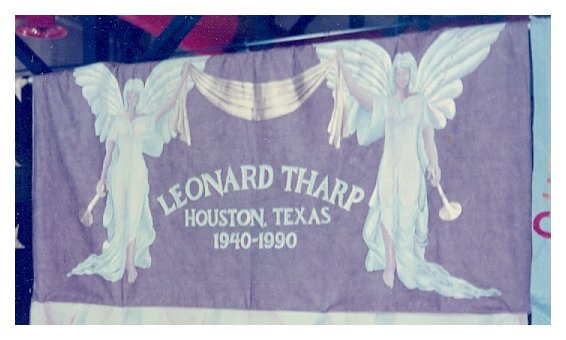 LEONARD THARP
HOUSTON, TEXAS
1940-1990